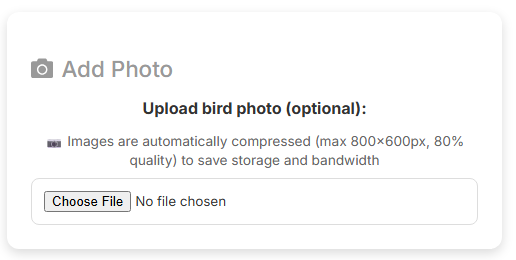 Add Photo
Upload bird photo (optional):
Images are automatically compressed (max 800×600px, 80%
quality) to save storage and bandwidth
Choose File No file chosen